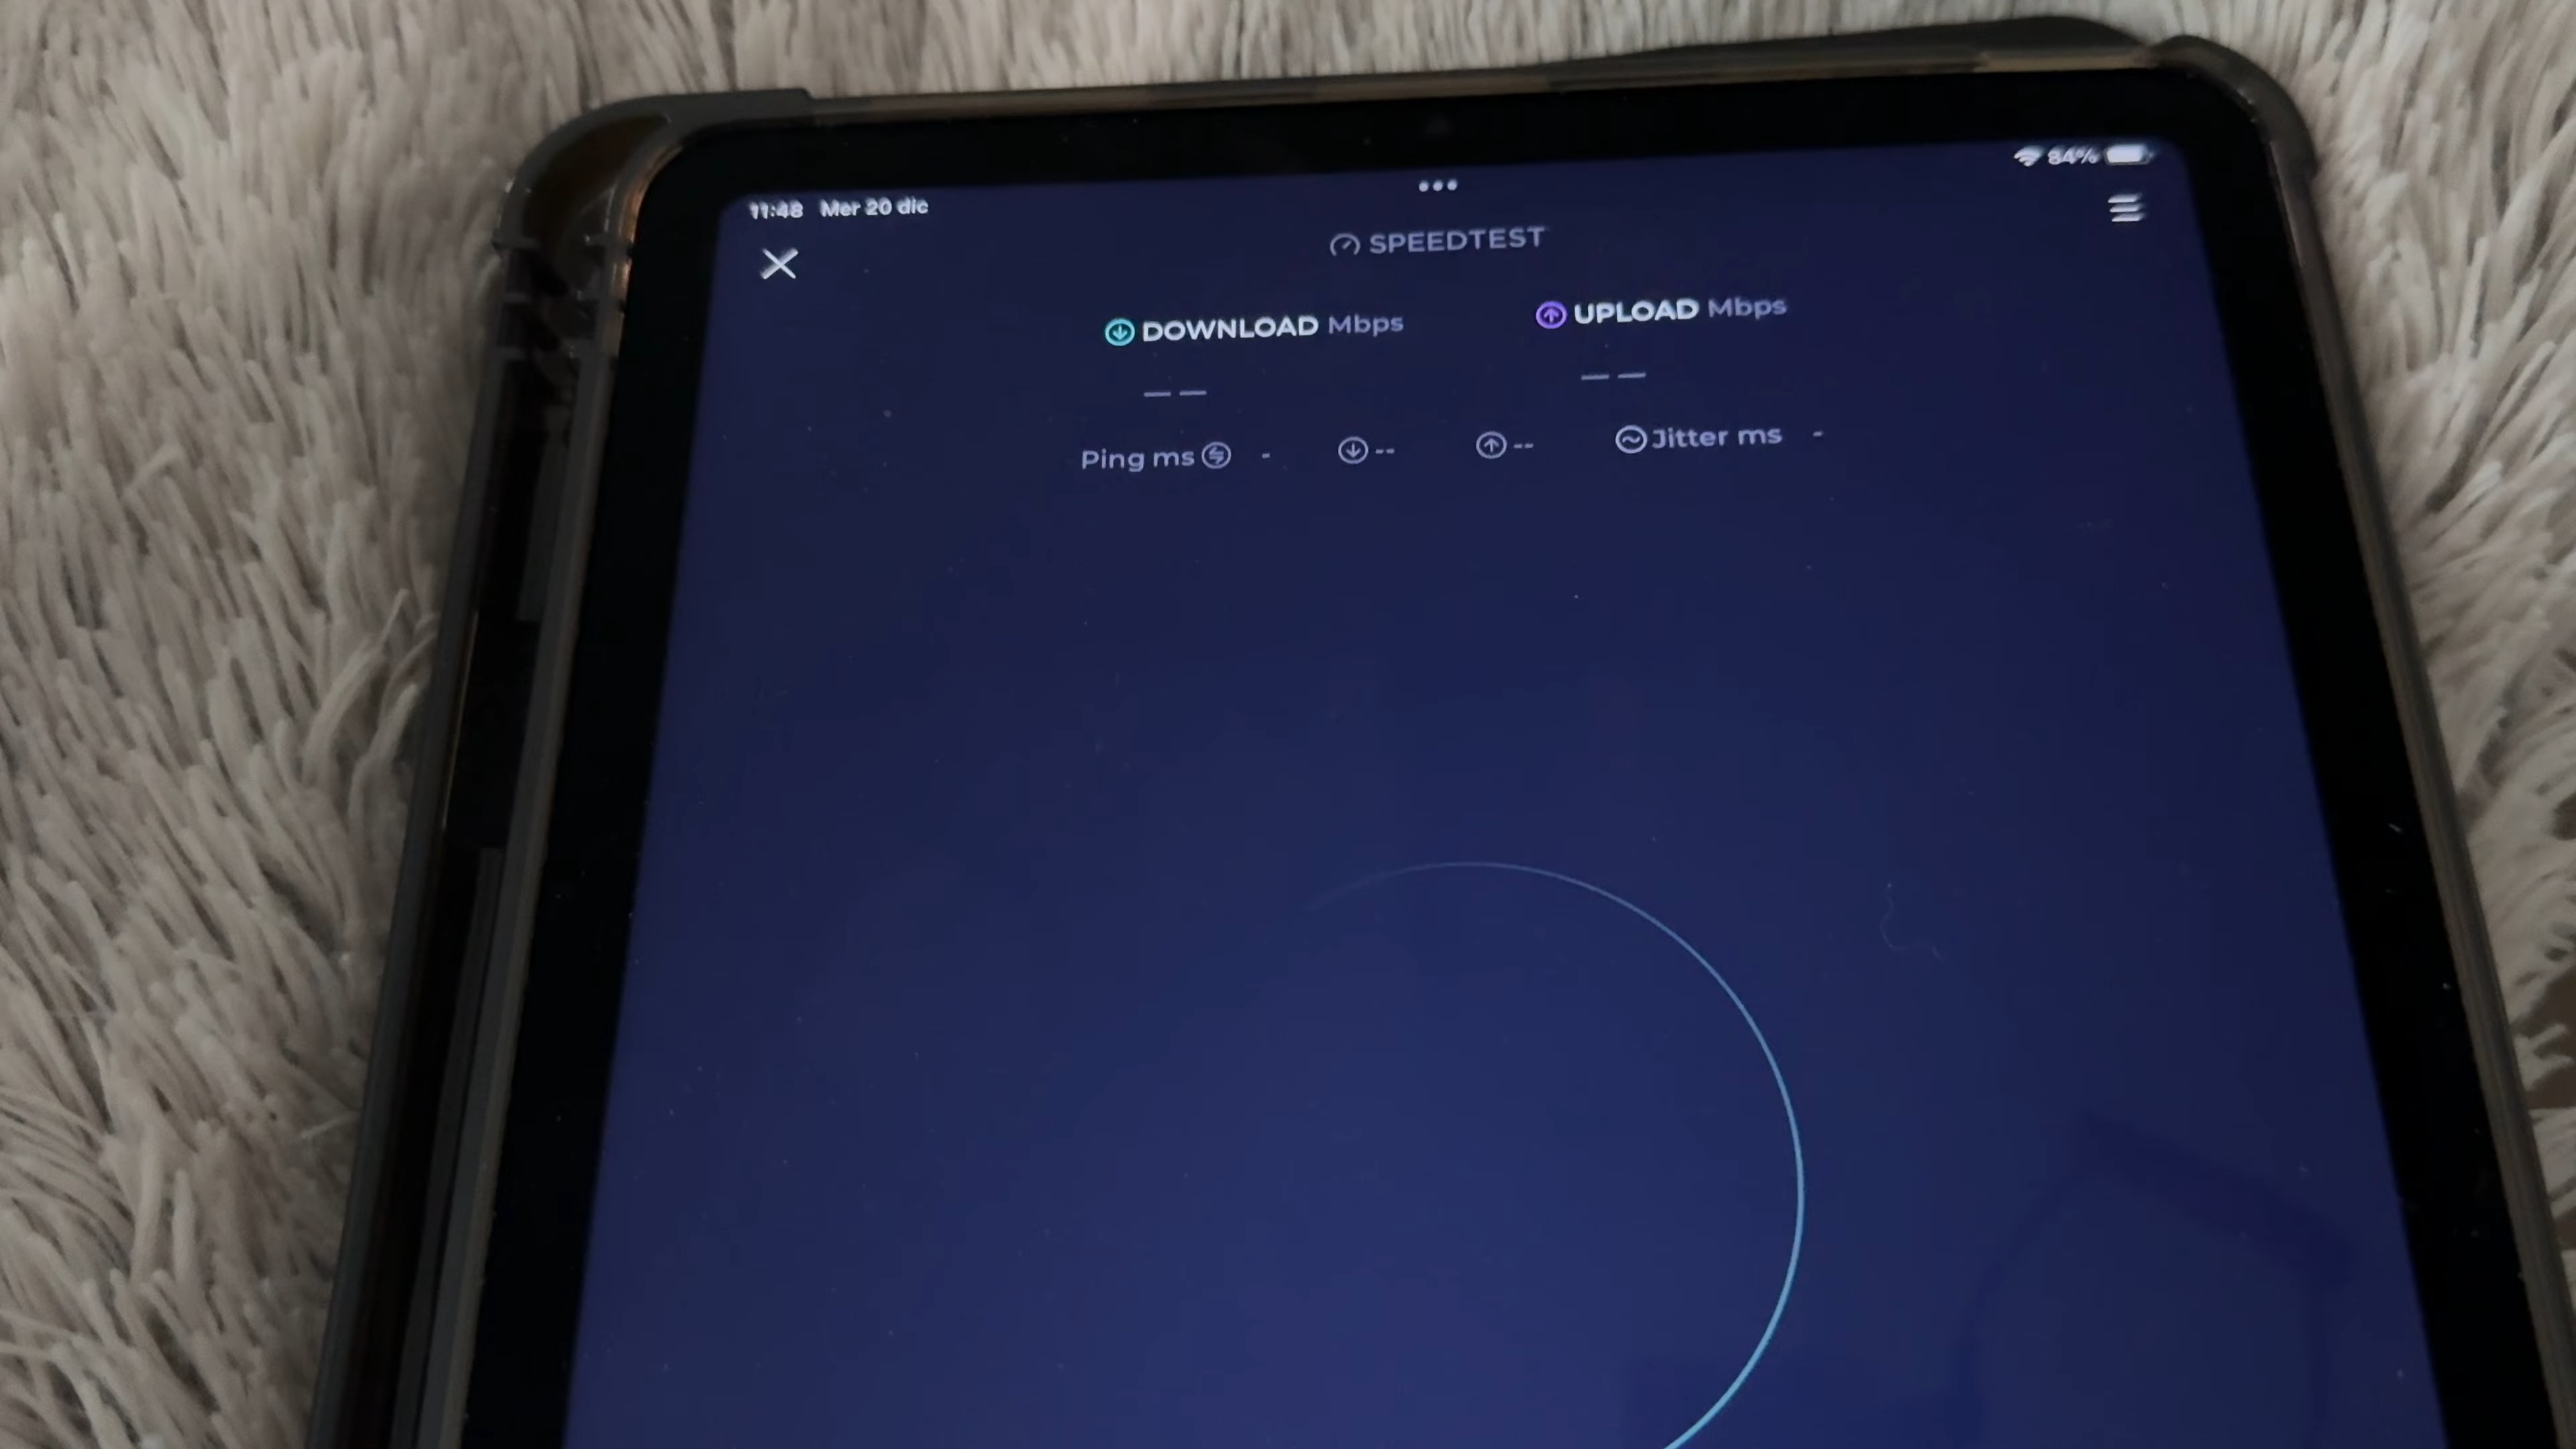 11:48 Mer 20 dic
84%
SPEEDTEST
DOWNLOAD Mbps
UPLOAD Mbps
— —
— —
Ping ms - -- -- Jitter ms -